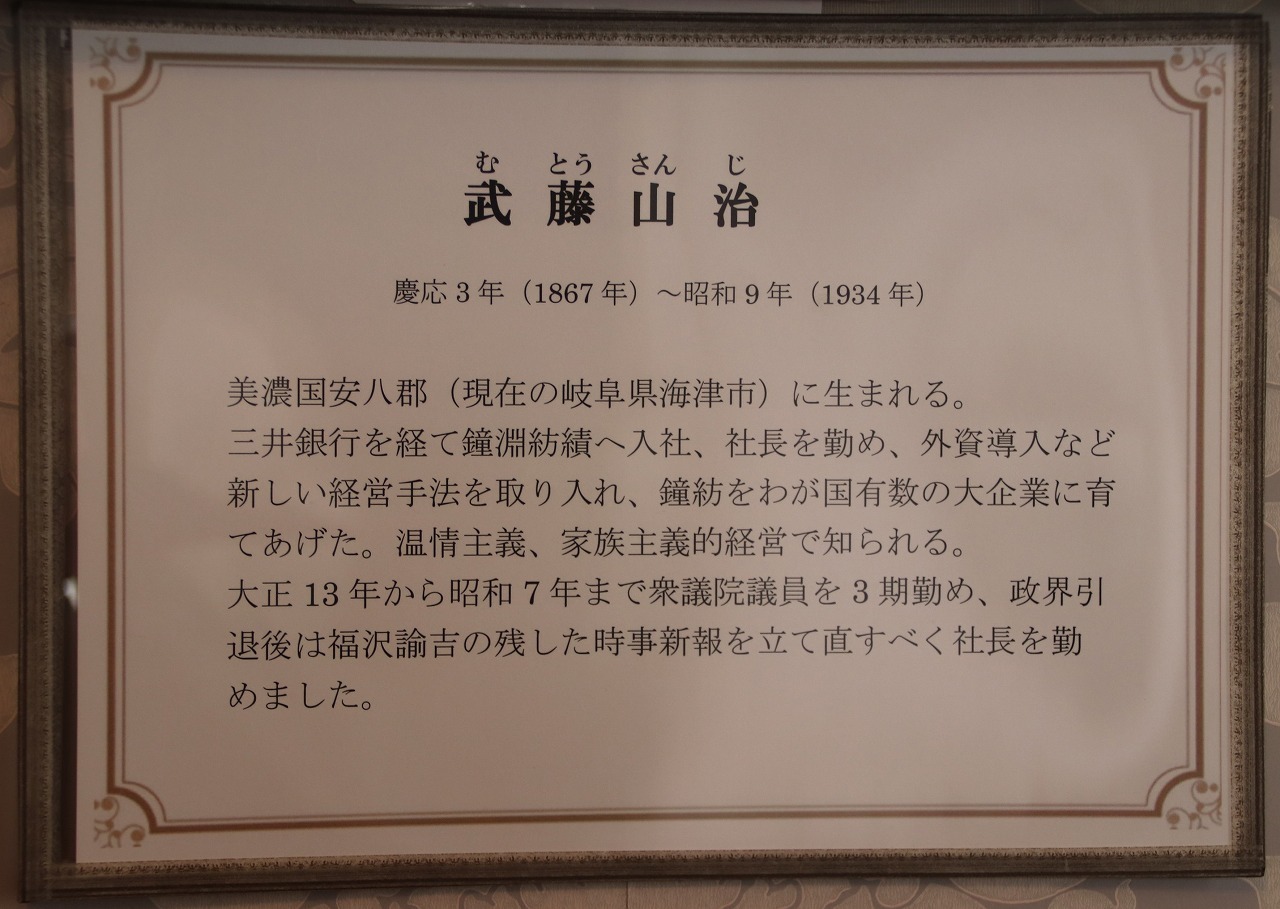 む とう さん じ
武藤山治
慶応3年（1867年）～昭和9年（1934年）
美濃国安八郡（現在の岐阜県海津市）に生まれる。
三井銀行を経て鐘淵紡績へ入社、社長を勤め、外資導入など
新しい経営手法を取り入れ、鐘紡をわが国有数の大企業に育
てあげた。温情主義、家族主義的経営で知られる。
大正13年から昭和7年まで衆議院議員を3期勤め、政界引
退後は福沢諭吉の残した時事新報を立て直すべく社長を勤
めました。